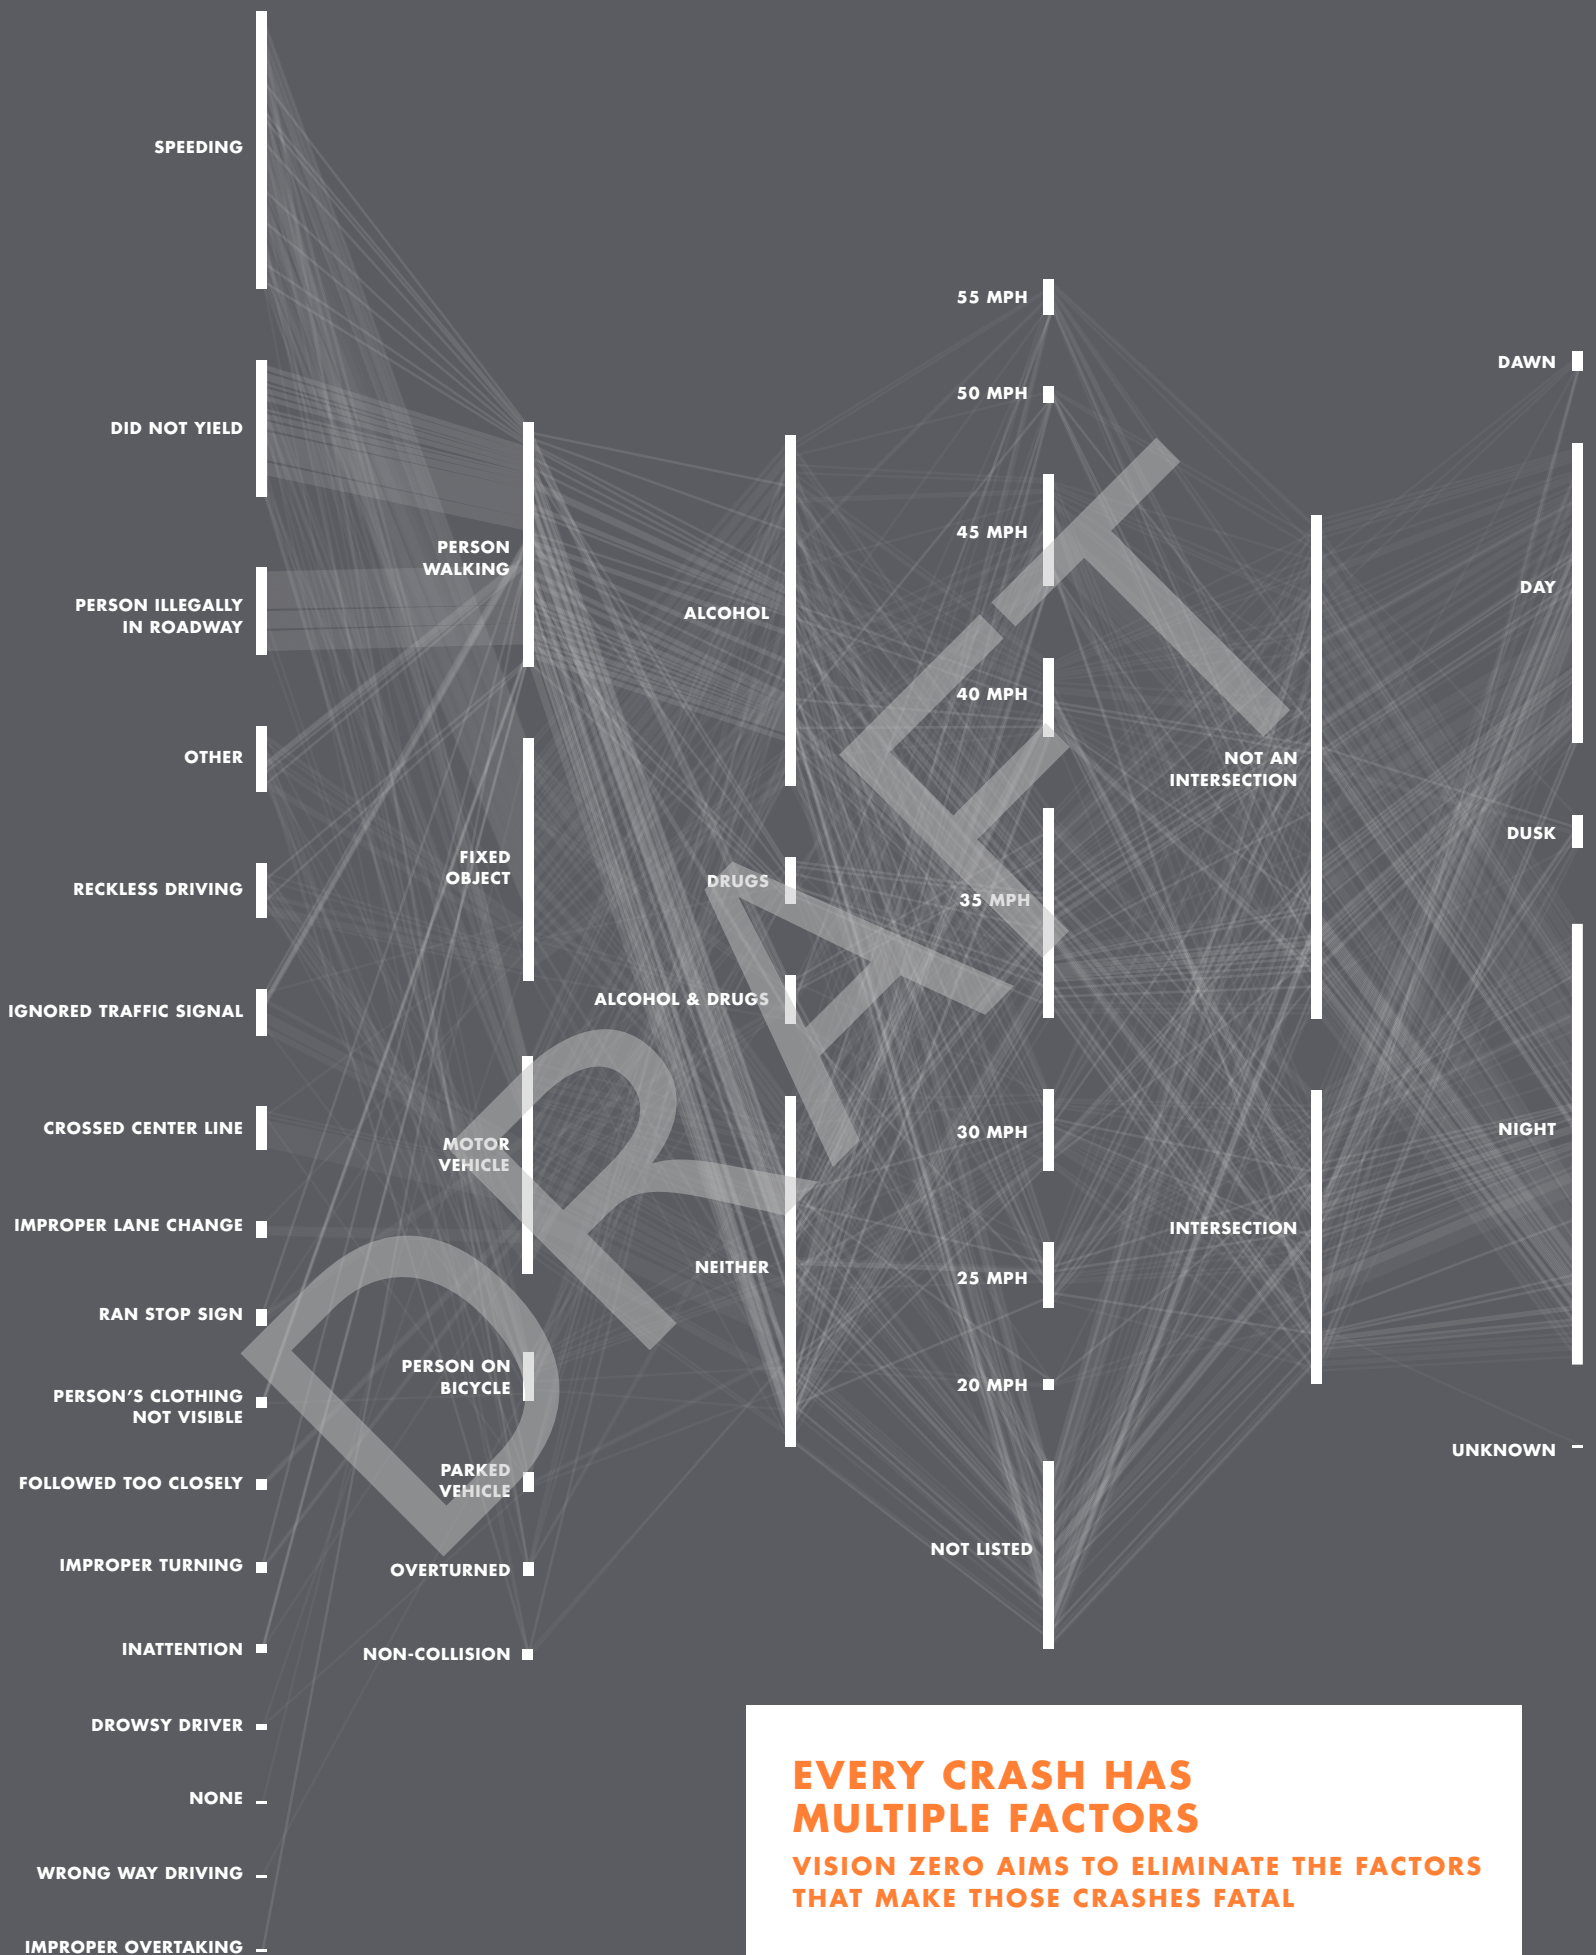 SPEEDING
DID NOT YIELD
PERSON ILLEGALLY
IN ROADWAY
OTHER
RECKLESS DRIVING
IGNORED TRAFFIC SIGNAL
CROSSED CENTER LINE
IMPROPER LANE CHANGE
RAN STOP SIGN
PERSON’S CLOTHING
NOT VISIBLE
FOLLOWED TOO CLOSELY
IMPROPER TURNING
INATTENTION
DROWSY DRIVER
NONE
WRONG WAY DRIVING
IMPROPER OVERTAKING
PERSON
WALKING
FIXED
OBJECT
MOTOR
VEHICLE
PERSON ON
BICYCLE
PARKED
VEHICLE
OVERTURNED
NON-COLLISION
ALCOHOL
DRUGS
ALCOHOL & DRUGS
NEITHER
55 MPH
50 MPH
45 MPH
40 MPH
35 MPH
30 MPH
25 MPH
20 MPH
NOT LISTED
NOT AN
INTERSECTION
INTERSECTION
DAWN
DAY
DUSK
NIGHT
UNKNOWN
DRAFT
EVERY CRASH HAS
MULTIPLE FACTORS
VISION ZERO AIMS TO ELIMINATE THE FACTORS
THAT MAKE THOSE CRASHES FATAL